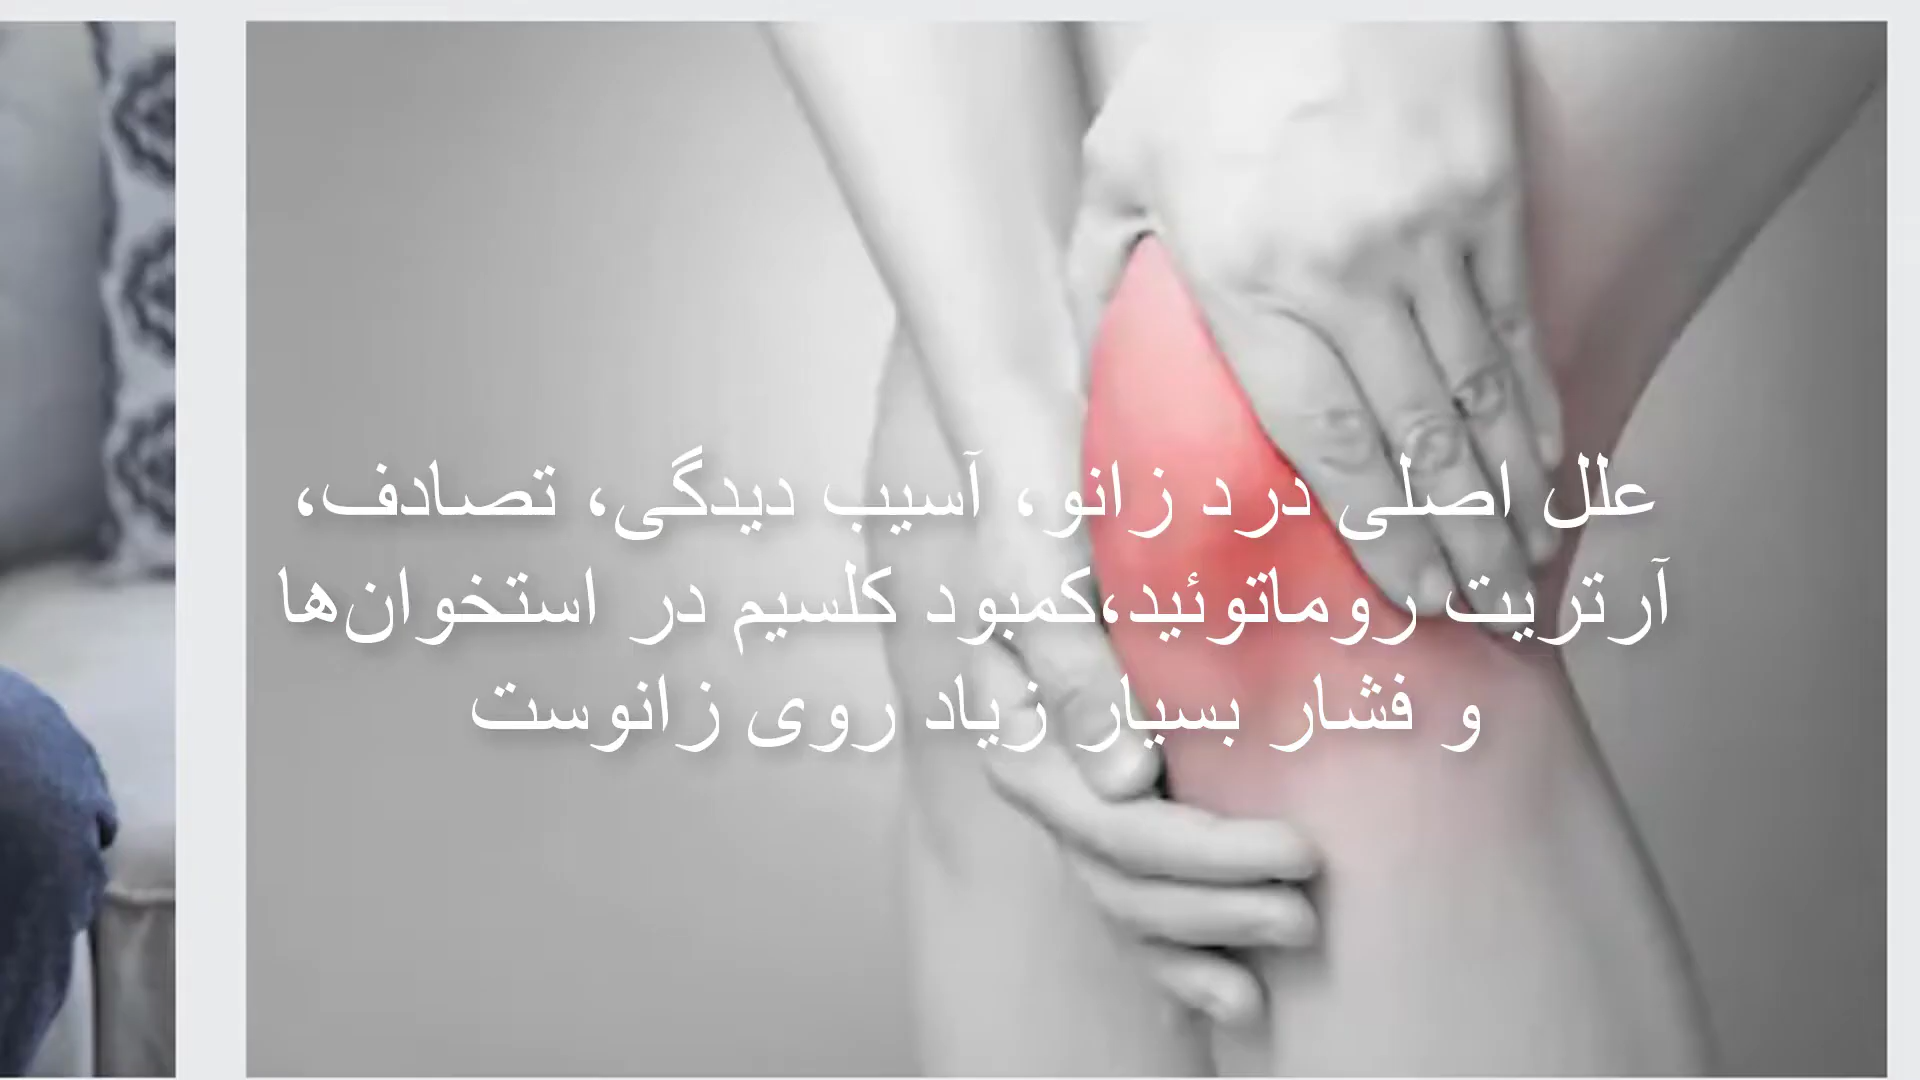 علل اصلی درد زانو، آسیب دیدگی، تصادف،
آرتریت روماتوئید،کمبود کلسیم در استخوان‌ها
و فشار بسیار زیاد روی زانوست